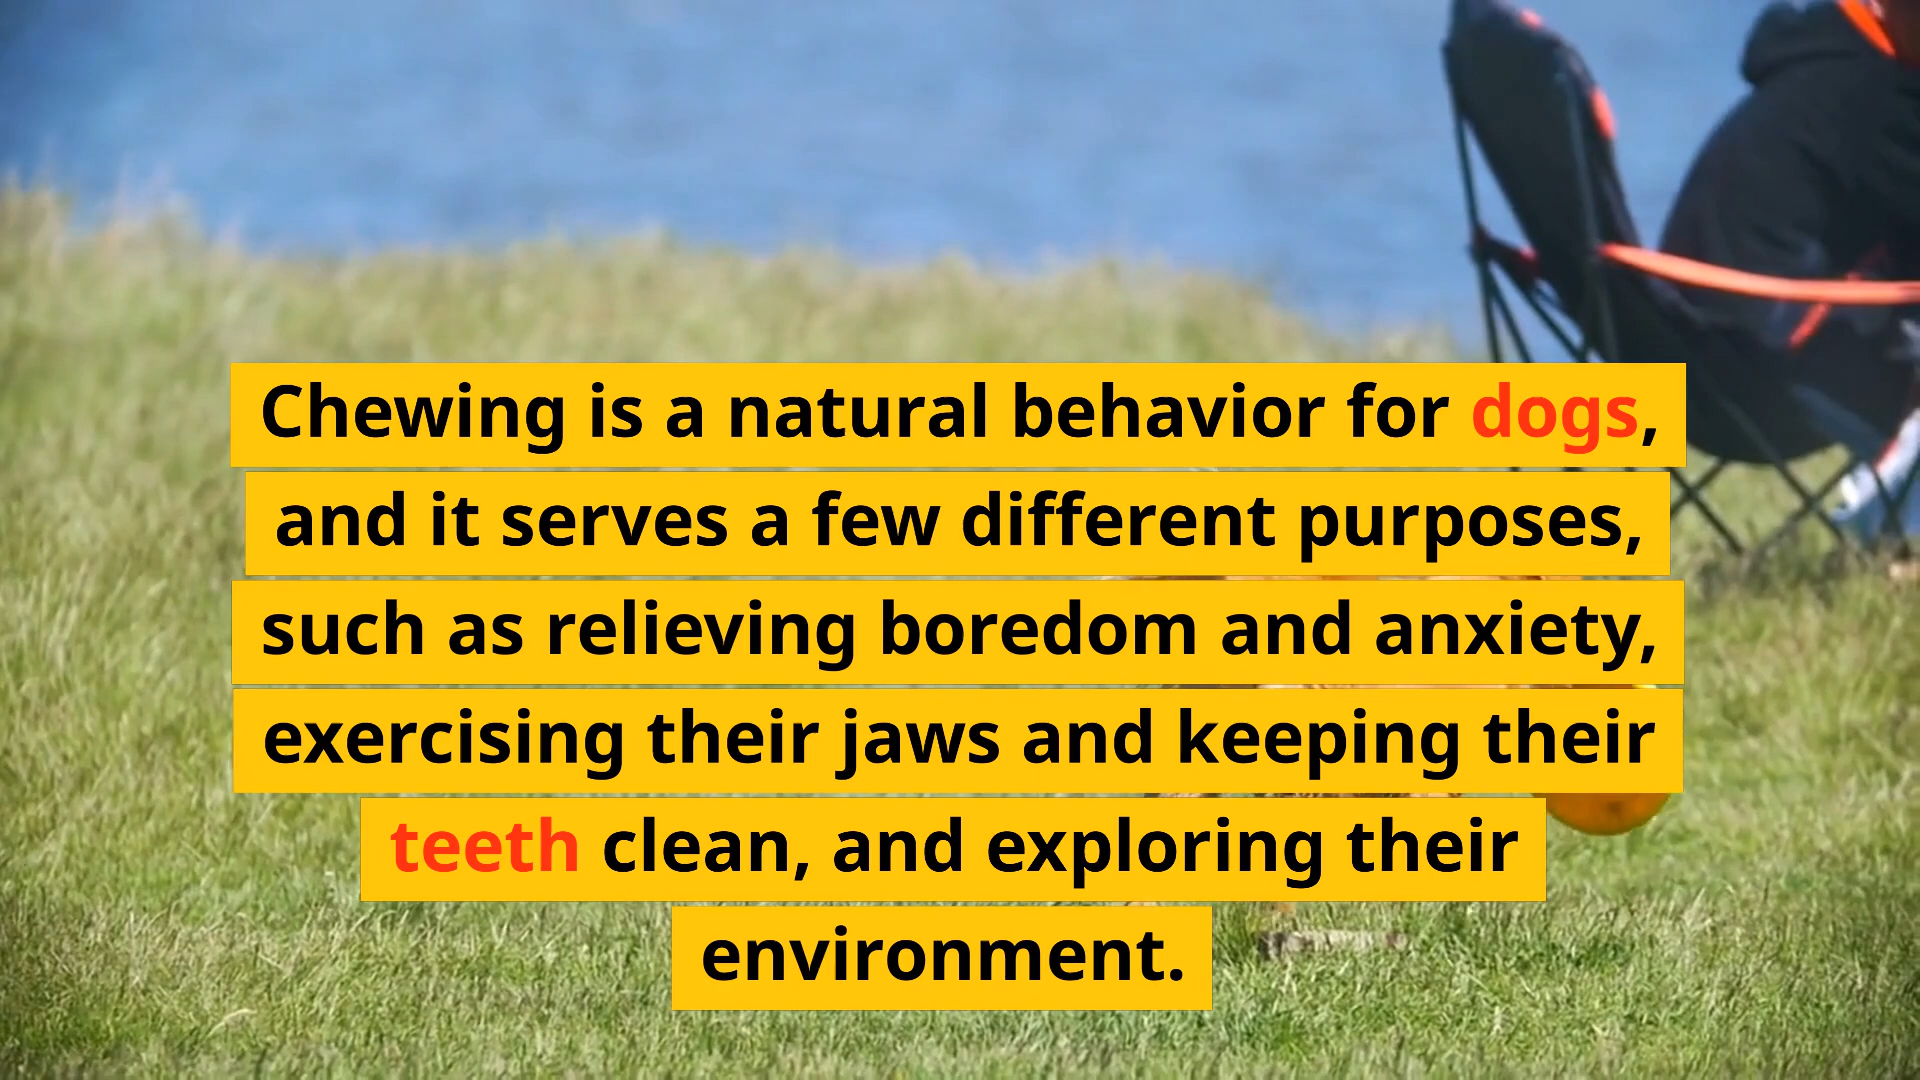 Chewing is a natural behavior for dogs,
and it serves a few different purposes,
such as relieving boredom and anxiety,
exercising their jaws and keeping their
teeth clean, and exploring their
environment.